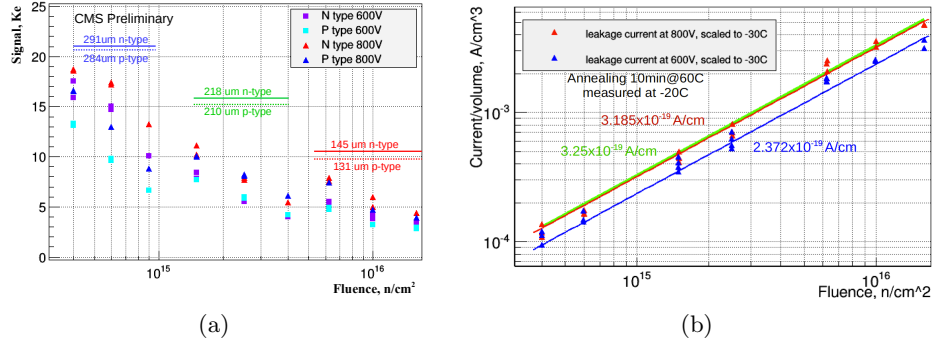 CMS Preliminary
N type 600V
P type 600V
N type 800V
P type 800V
291um n-type
284um p-type
218 um n-type
210 um p-type
145 um n-type
131 um p-type
Signal, Ke
25
20
15
10
5
0
10^15
10^16
Fluence, n/cm^2
(a)
leakage current at 800V, scaled to -30C
leakage current at 600V, scaled to -30C
Annealing 10min@60C
measured at -20C
3.185x10^-19 A/cm
3.25x10^-19 A/cm
2.372x10^-19 A/cm
Current/volume, A/cm^3
10^-3
10^-4
10^15
10^16
Fluence, n/cm^2
(b)